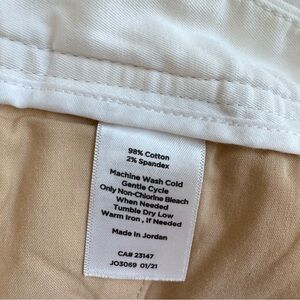 98% Cotton
2% Spandex
Machine Wash Cold
Gentle Cycle
Only Non-Chlorine Bleach
When Needed
Tumble Dry Low
Warm Iron , If Needed
Made in Jordan
CA# 23147
JO3069 01/21